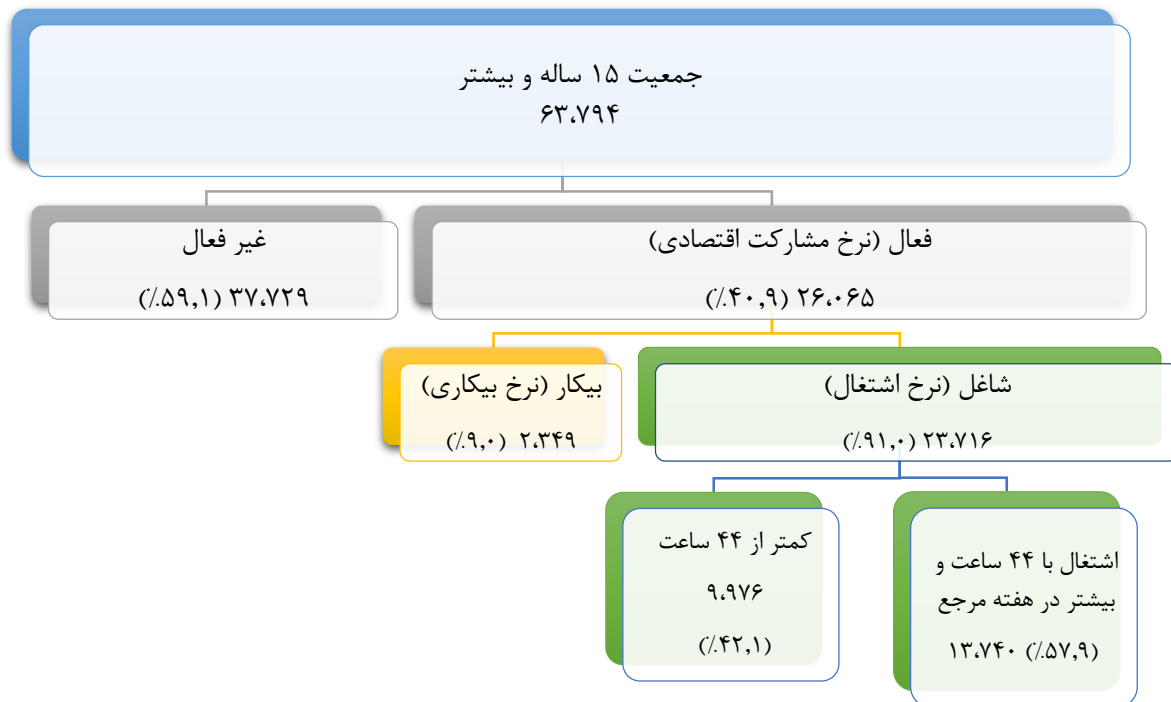 جمعیت ۱۵ ساله و بیشتر
۶۳،۷۹۴
فعال (نرخ مشارکت اقتصادی)
۲۶،۰۶۵ (۴۰,۹٪)
غیر فعال
۳۷،۷۲۹ (۵۹,۱٪)
شاغل (نرخ اشتغال)
۲۳،۷۱۶ (۹۱,۰٪)
بیکار (نرخ بیکاری)
۲،۳۴۹ (۹,۰٪)
اشتغال با ۴۴ ساعت و
بیشتر در هفته مرجع
۱۳،۷۴۰ (۵۷,۹٪)
کمتر از ۴۴ ساعت
۹،۹۷۶
(۴۲,۱٪)